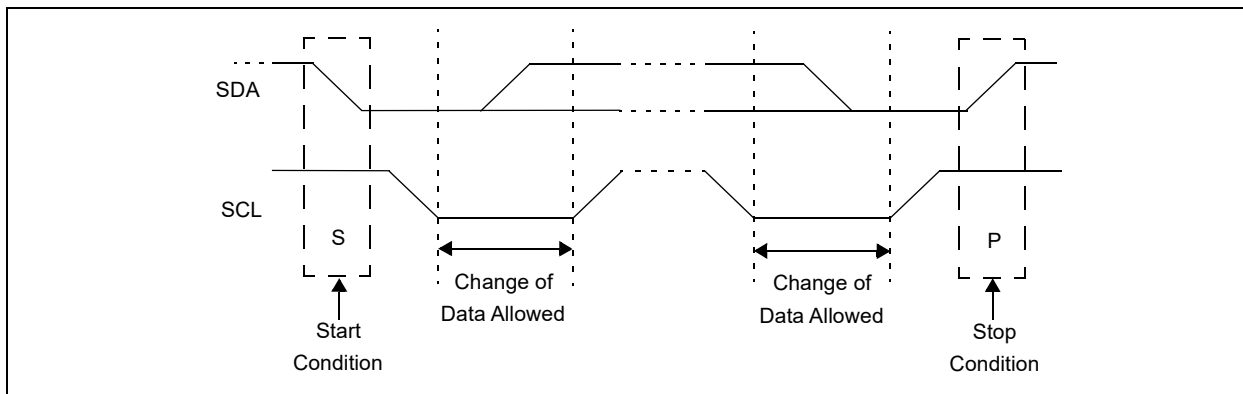 SDA
SCL
S
P
Change of
Data Allowed
Change of
Data Allowed
Start
Condition
Stop
Condition